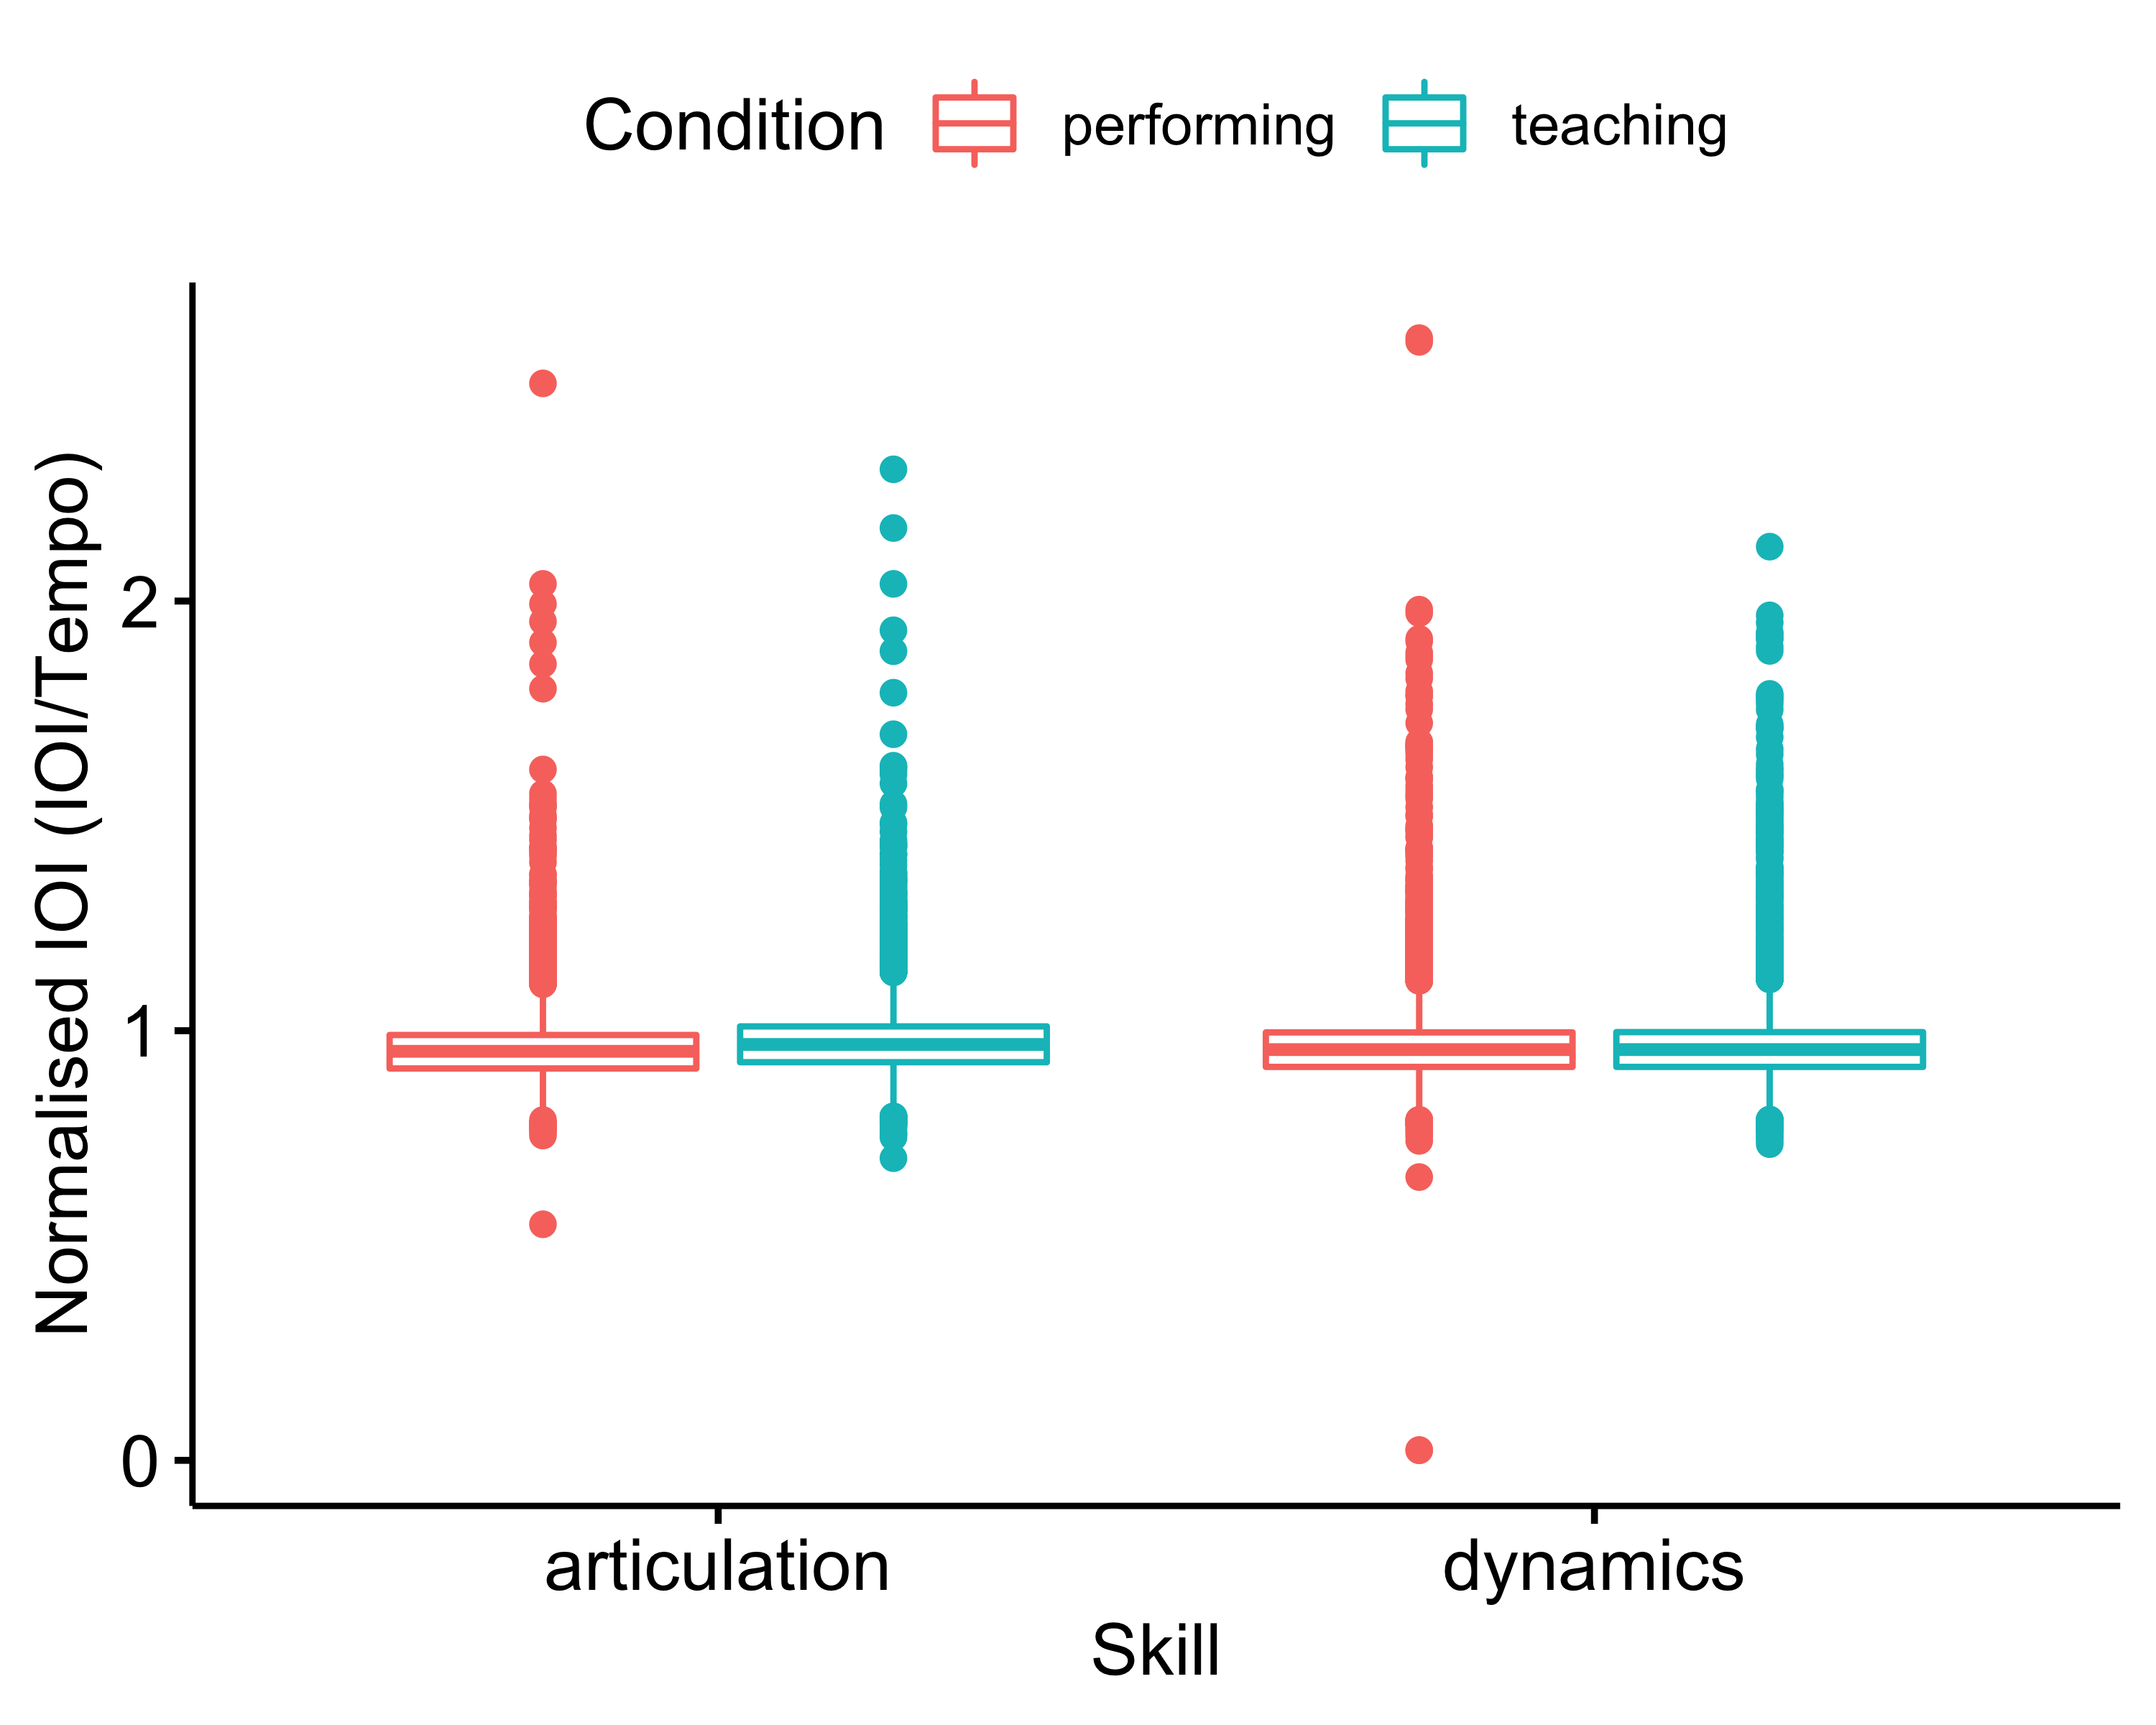 Condition performing teaching
Normalised IOI (IOI/Tempo)
2
1
0
articulation dynamics
Skill